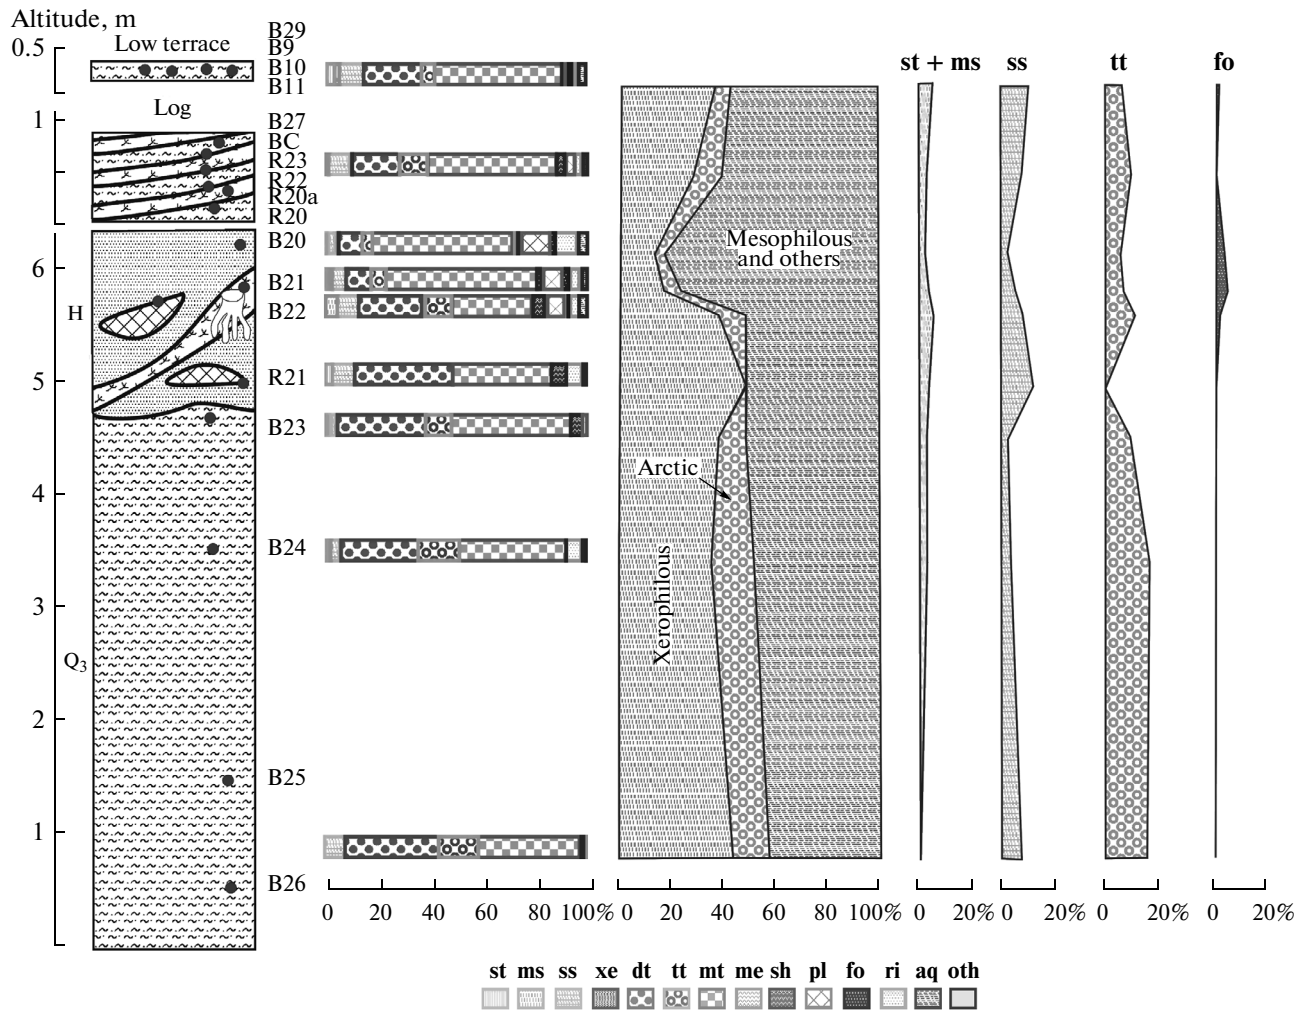 Altitude, m
0.5
Low terrace
B29
B9
B10
B11
Log
1
B27
BC
R23
R22
R20a
R20
B20
6
B21
H
B22
5
R21
B23
4
B24
3
Q3
2
B25
1
B26
st + ms
ss
tt
fo
Mesophilous
and others
Arctic
Xerophilous
0 20 40 60 80 100%
0 20 40 60 80 100%
0 20%
0 20%
0 20%
0 20%
st ms ss xe dt tt mt me sh pl fo ri aq oth